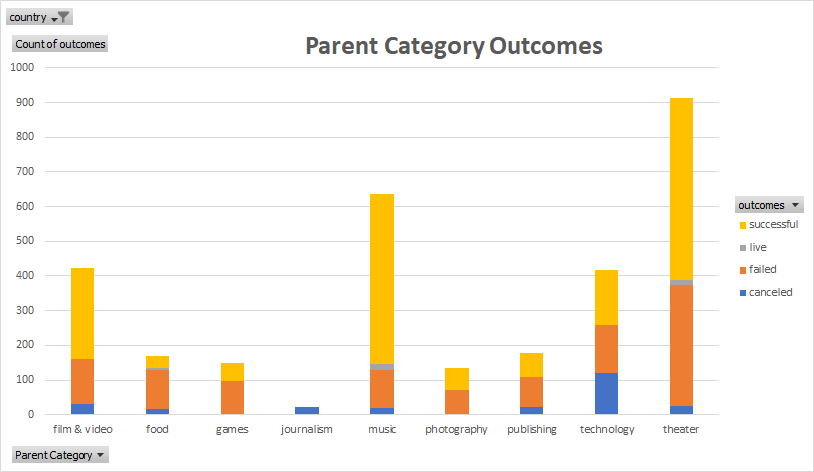 country
Count of outcomes
Parent Category Outcomes
1000
900
800
700
600
500
400
300
200
100
0
film & video food games journalism music photography publishing technology theater
outcomes
successful
live
failed
canceled
Parent Category